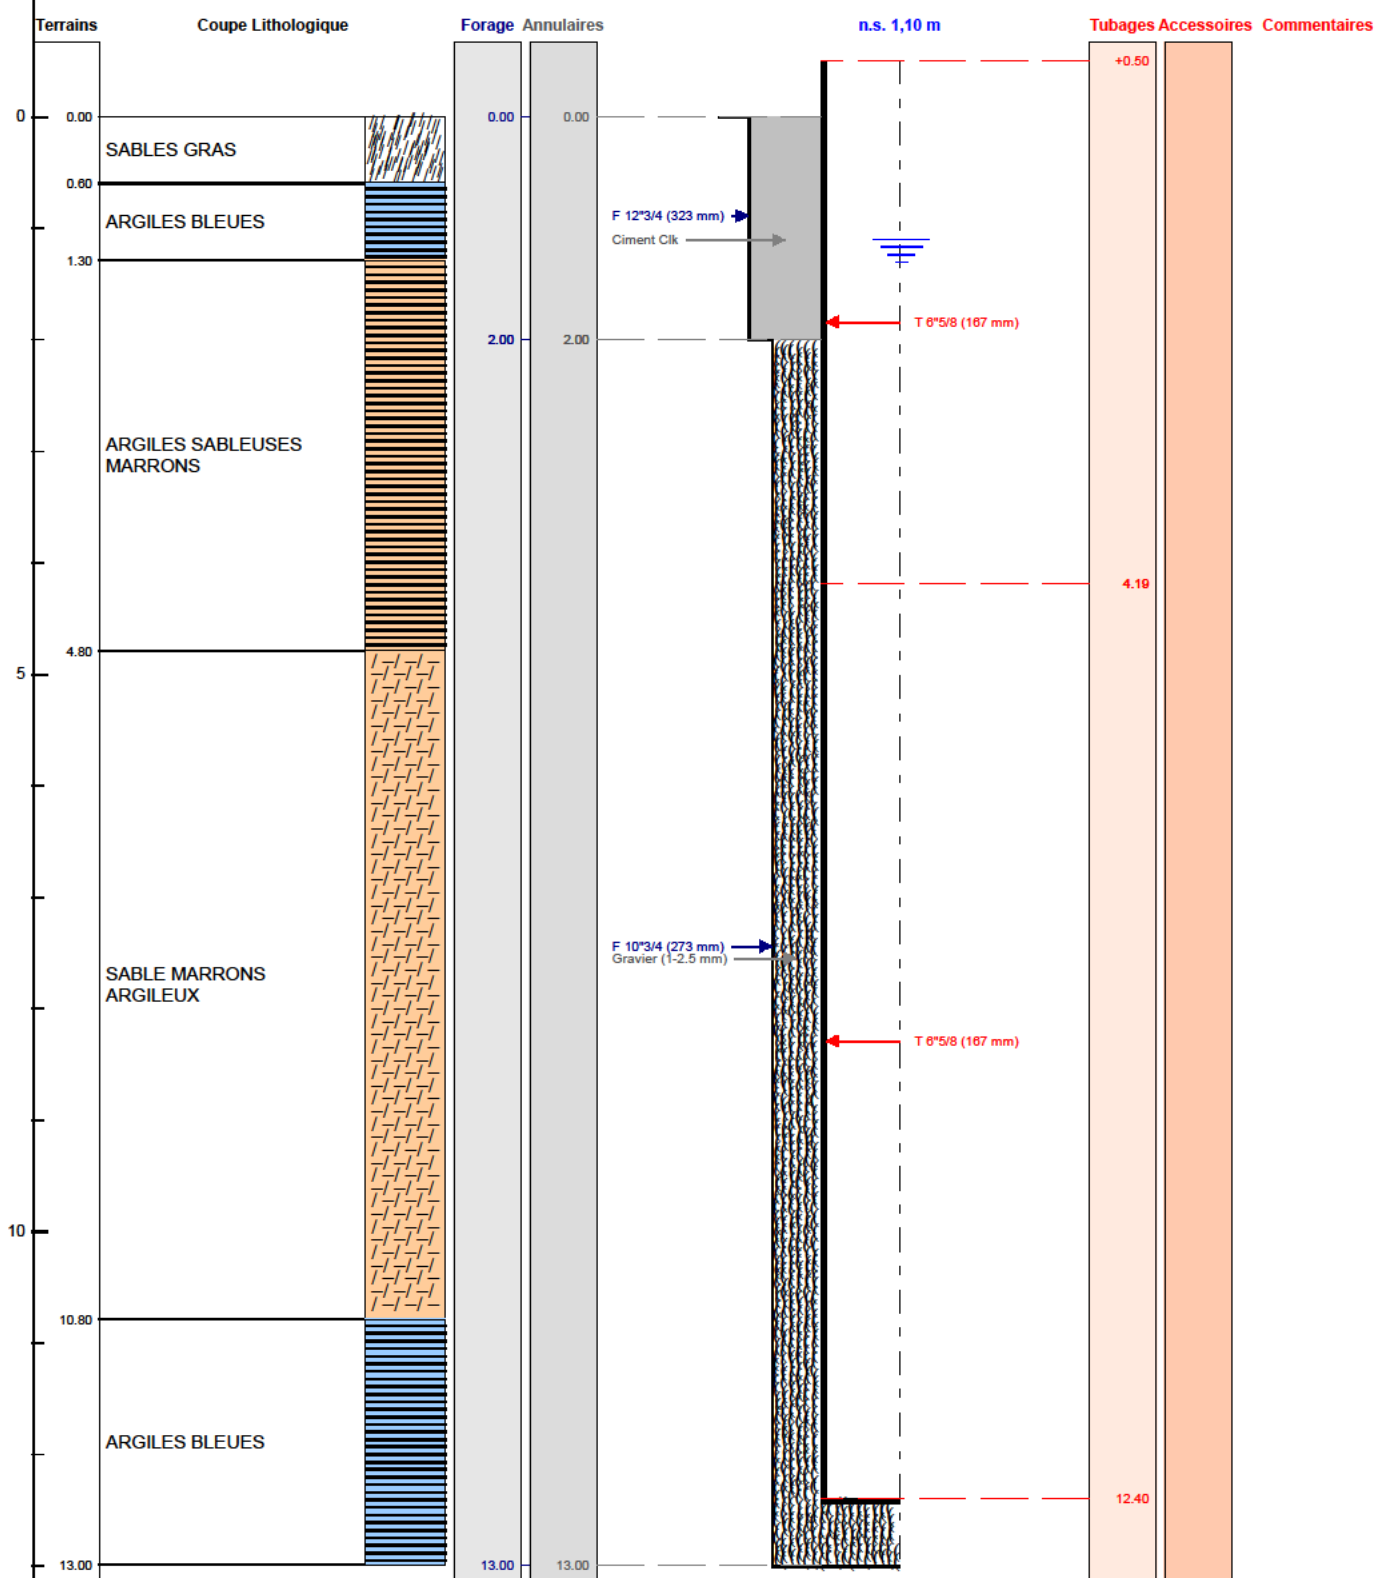 Terrains Coupe Lithologique Forage Annulaires n.s. 1,10 m Tubages Accessoires Commentaires
+0.50
0 0.00 0.00 0.00
SABLES GRAS
0.60
F 12"3/4 (323 mm)
ARGILES BLEUES
Ciment Clk
1.30
T 6"5/8 (167 mm)
2.00 2.00
ARGILES SABLEUSES
MARRONS
4.19
4.80
5
F 10"3/4 (273 mm)
Gravier (1-2.5 mm)
SABLE MARRONS
ARGILEUX
T 6"5/8 (167 mm)
10
10.80
ARGILES BLEUES
12.40
13.00 13.00 13.00